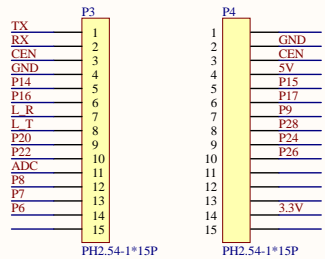 P3
TX 1
RX 2
CEN 3
GND 4
P14 5
P16 6
L_R 7
L_T 8
P20 9
P22 10
ADC 11
P8 12
P7 13
P6 14
15
PH2.54-1*15P
P4
1
2 GND
3 CEN
4 5V
5 P15
6 P17
7 P9
8 P28
9 P24
10 P26
11
12
13
14 3.3V
15
PH2.54-1*15P